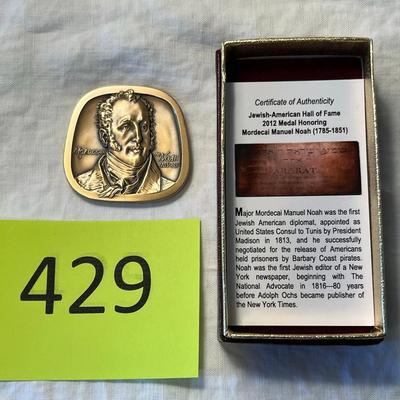 Certificate of Authenticity
Jewish-American Hall of Fame
2012 Medal Honoring
Mordecai Manuel Noah (1785-1851)
ARARAT
Major Mordecai Manuel Noah was the first
Jewish American diplomat, appointed as
United States Consul to Tunis by President
Madison in 1813, and he successfully
negotiated for the release of Americans
held prisoners by Barbary Coast pirates.
Noah was the first Jewish editor of a New
York newspaper, beginning with The
National Advocate in 1816—80 years
before Adolph Ochs became publisher of
the New York Times.
429